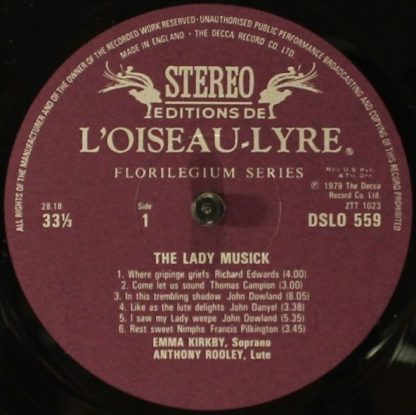 ALL RIGHTS OF THE MANUFACTURER AND OF THE OWNER OF THE RECORDED WORK RESERVED·UNAUTHORISED PUBLIC PERFORMANCE BROADCASTING AND COPYING OF THIS RECORD PROHIBITED
MADE IN ENGLAND · THE DECCA RECORD CO. LTD.
STEREO
EDITIONS DE
L'OISEAU-LYRE®
FLORILEGIUM SERIES
REG. U.S. PAT.
& TM. OFF.
℗ 1979 The Decca
Record Co. Ltd.
ZTT 1023
DSLO 559
28.18
33⅓
Side
1
THE LADY MUSICK
1. Where gripinge griefs Richard Edwards (4.00)
2. Come let us sound Thomas Campion (3.00)
3. In this trembling shadow John Dowland (8.05)
4. Like as the lute delights John Danyel (3.38)
5. I saw my Lady weepe John Dowland (5.35)
6. Rest sweet Nimphs Francis Pilkington (3.45)
EMMA KIRKBY, Soprano
ANTHONY ROOLEY, Lute